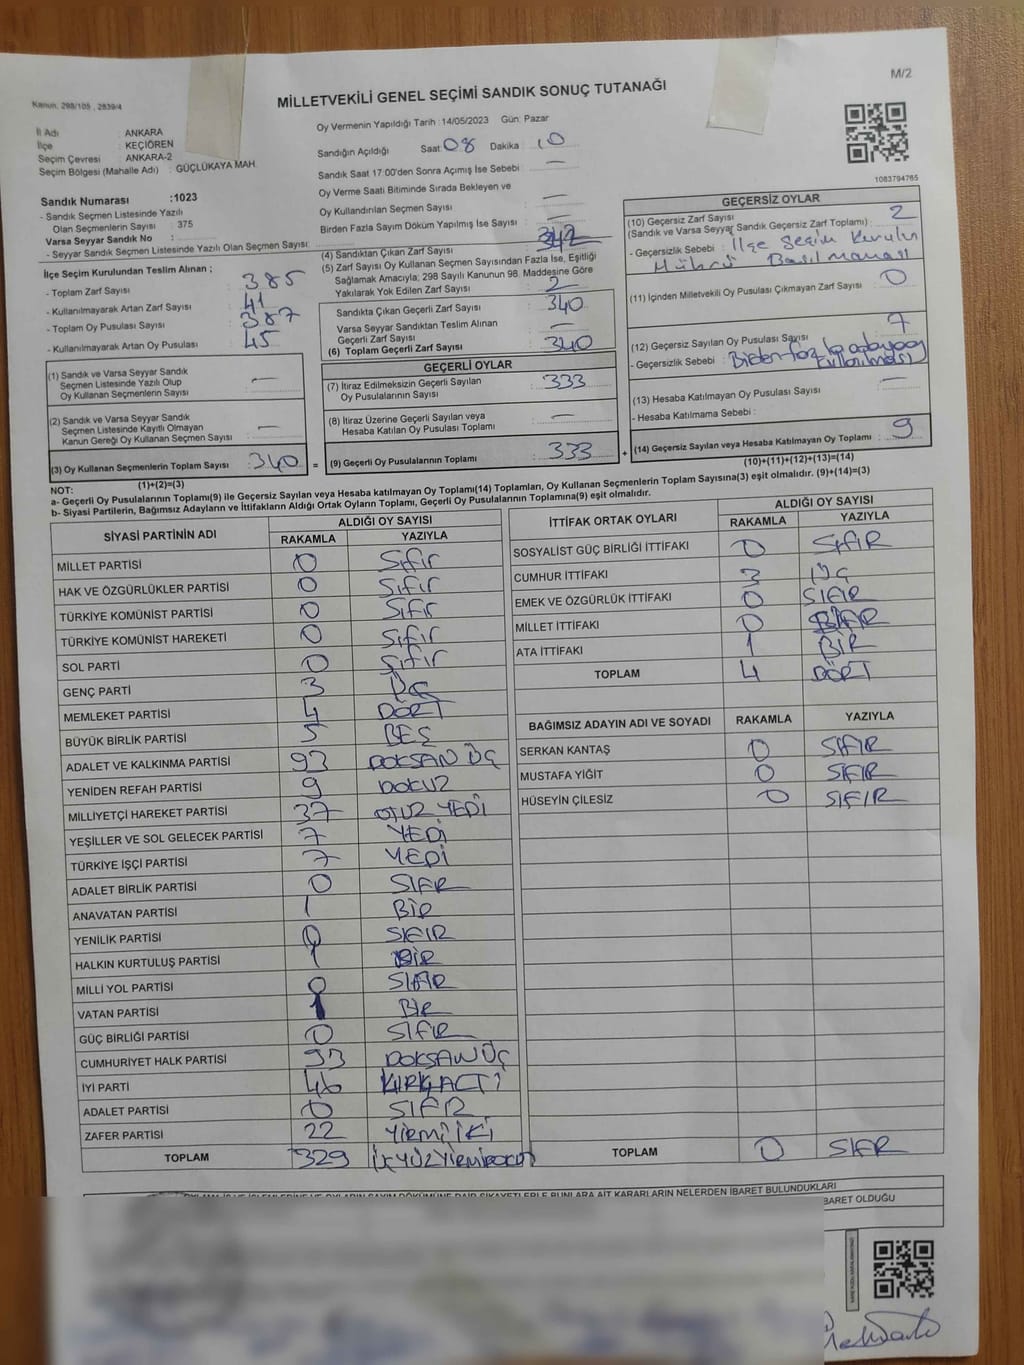 M/2
Kanun, 298/105 , 2839/4
MİLLETVEKİLİ GENEL SEÇİMİ SANDIK SONUÇ TUTANAĞI
İl Adı : ANKARA
İlçe : KEÇİÖREN
Seçim Çevresi : ANKARA-2
Seçim Bölgesi (Mahalle Adı) : GÜÇLÜKAYA MAH.
Sandık Numarası :1023
- Sandık Seçmen Listesinde Yazılı
Olan Seçmenlerin Sayısı : 375
Varsa Seyyar Sandık No :
- Seyyar Sandık Seçmen Listesinde Yazılı Olan Seçmen Sayısı :
Oy Vermenin Yapıldığı Tarih :14/05/2023 Gün: Pazar
Sandığın Açıldığı Saat 08 Dakika : 10
Sandık Saat 17:00'den Sonra Açımış İse Sebebi : —
Oy Verme Saati Bitiminde Sırada Bekleyen ve
Oy Kullandırılan Seçmen Sayısı : —
Birden Fazla Sayım Döküm Yapılmış İse Sayısı : —
1083794765
İlçe Seçim Kurulundan Teslim Alınan ;
- Toplam Zarf Sayısı : 385
- Kullanılmayarak Artan Zarf Sayısı : 41
- Toplam Oy Pusulası Sayısı : 387
- Kullanılmayarak Artan Oy Pusulası : 45
(4) Sandıktan Çıkan Zarf Sayısı : 342
(5) Zarf Sayısı Oy Kullanan Seçmen Sayısından Fazla İse, Eşitliği
Sağlamak Amacıyla; 298 Sayılı Kanunun 98. Maddesine Göre
Yakılarak Yok Edilen Zarf Sayısı : 2
Sandıkta Çıkan Geçerli Zarf Sayısı : 340
Varsa Seyyar Sandıktan Teslim Alınan
Geçerli Zarf Sayısı : —
(6) Toplam Geçerli Zarf Sayısı : 340
GEÇERSİZ OYLAR
(10) Geçersiz Zarf Sayısı : 2
(Sandık ve Varsa Seyyar Sandık Geçersiz Zarf Toplamı)
- Geçersizlik Sebebi : İlçe Seçim Kurulu
Mührü Basılmaması
(11) İçinden Milletvekili Oy Pusulası Çıkmayan Zarf Sayısı : 0
(12) Geçersiz Sayılan Oy Pusulası Sayısı : 7
- Geçersizlik Sebebi : Birden fazla
(13) Hesaba Katılmayan Oy Pusulası Sayısı : —
- Hesaba Katılmama Sebebi :
(14) Geçersiz Sayılan veya Hesaba Katılmayan Oy Toplamı : 9
(10)+(11)+(12)+(13)=(14)
(1) Sandık ve Varsa Seyyar Sandık
Seçmen Listesinde Yazılı Olup
Oy Kullanan Seçmenlerin Sayısı : —
(2) Sandık ve Varsa Seyyar Sandık
Seçmen Listesinde Kayıtlı Olmayan
Kanun Gereği Oy Kullanan Seçmen Sayısı : —
(3) Oy Kullanan Seçmenlerin Toplam Sayısı : 340 =
(1)+(2)=(3)
GEÇERLİ OYLAR
(7) İtiraz Edilmeksizin Geçerli Sayılan
Oy Pusulalarının Sayısı : 333
(8) İtiraz Üzerine Geçerli Sayılan veya
Hesaba Katılan Oy Pusulası Toplamı : —
(9) Geçerli Oy Pusulalarının Toplamı : 333 +
NOT:
a- Geçerli Oy Pusulalarının Toplamı(9) ile Geçersiz Sayılan veya Hesaba katılmayan Oy Toplamı(14) Toplamları, Oy Kullanan Seçmenlerin Toplam Sayısına(3) eşit olmalıdır. (9)+(14)=(3)
b- Siyasi Partilerin, Bağımsız Adayların ve İttifakların Aldığı Ortak Oyların Toplamı, Geçerli Oy Pusulalarının Toplamına(9) eşit olmalıdır.
SİYASİ PARTİNİN ADI ALDIĞI OY SAYISI
RAKAMLA YAZIYLA
MİLLET PARTİSİ 0 Sıfır
HAK VE ÖZGÜRLÜKLER PARTİSİ 0 Sıfır
TÜRKİYE KOMÜNİST PARTİSİ 0 Sıfır
TÜRKİYE KOMÜNİST HAREKETİ 0 Sıfır
SOL PARTİ 0 Sıfır
GENÇ PARTİ 3 ÜÇ
MEMLEKET PARTİSİ 4 DÖRT
BÜYÜK BİRLİK PARTİSİ 5 BEŞ
ADALET VE KALKINMA PARTİSİ 93 DOKSAN ÜÇ
YENİDEN REFAH PARTİSİ 9 DOKUZ
MİLLİYETÇİ HAREKET PARTİSİ 37 OTUZ YEDİ
YEŞİLLER VE SOL GELECEK PARTİSİ 7 YEDİ
TÜRKİYE İŞÇİ PARTİSİ 7 YEDİ
ADALET BİRLİK PARTİSİ 0 SIFIR
ANAVATAN PARTİSİ 1 BİR
YENİLİK PARTİSİ 0 SIFIR
HALKIN KURTULUŞ PARTİSİ 1 BİR
MİLLİ YOL PARTİSİ 0 SIFIR
VATAN PARTİSİ 1 BİR
GÜÇ BİRLİĞİ PARTİSİ 0 SIFIR
CUMHURİYET HALK PARTİSİ 93 DOKSAN ÜÇ
İYİ PARTİ 46 KIRKALTI
ADALET PARTİSİ 0 SIFIR
ZAFER PARTİSİ 22 YİRMİ İKİ
TOPLAM 329
İTTİFAK ORTAK OYLARI ALDIĞI OY SAYISI
RAKAMLA YAZIYLA
SOSYALİST GÜÇ BİRLİĞİ İTTİFAKI 0 SIFIR
CUMHUR İTTİFAKI 3 ÜÇ
EMEK VE ÖZGÜRLÜK İTTİFAKI 0 SIFIR
MİLLET İTTİFAKI 0
ATA İTTİFAKI 1 BİR
TOPLAM 4 DÖRT
BAĞIMSIZ ADAYIN ADI VE SOYADI RAKAMLA YAZIYLA
SERKAN KANTAŞ 0 SIFIR
MUSTAFA YİĞİT 0 SIFIR
HÜSEYİN ÇİLESİZ 0 SIFIR
TOPLAM 0 SIFIR
BULUNDUKLARI
BARET OLDUĞU